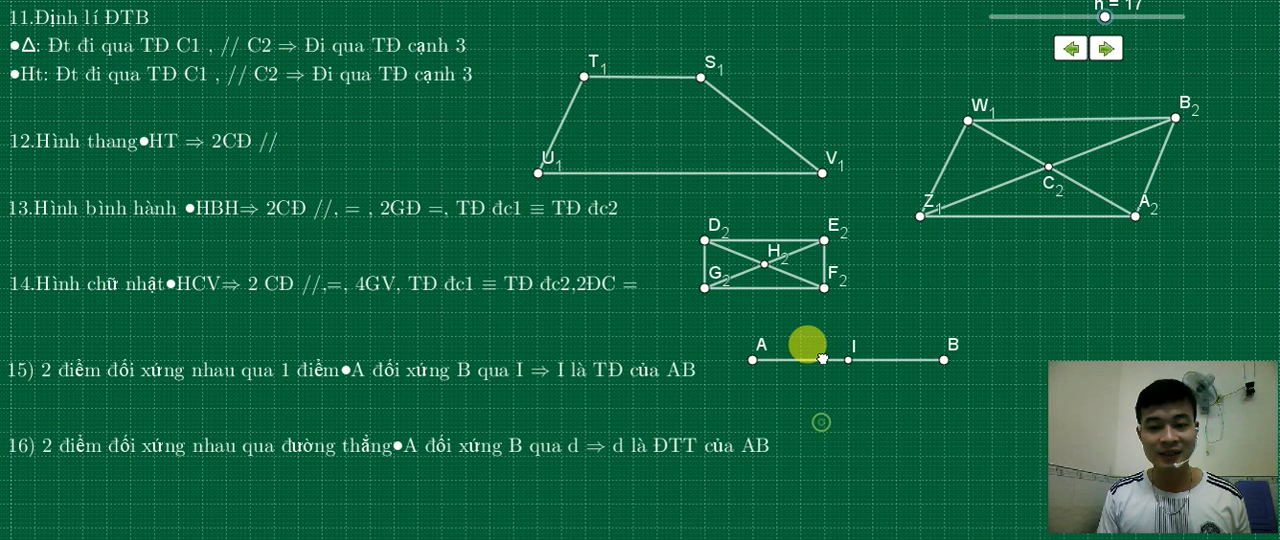 11.Định lí ĐTB
●Δ: Đt đi qua TĐ C1 , // C2 ⇒ Đi qua TĐ cạnh 3
●Ht: Đt đi qua TĐ C1 , // C2 ⇒ Đi qua TĐ cạnh 3
12.Hình thang●HT ⇒ 2CĐ //
13.Hình bình hành ●HBH⇒ 2CĐ //, = , 2GĐ =, TĐ đc1 ≡ TĐ đc2
14.Hình chữ nhật●HCV⇒ 2 CĐ //,=, 4GV, TĐ đc1 ≡ TĐ đc2,2ĐC =
15) 2 điểm đối xứng nhau qua 1 điểm●A đối xứng B qua I ⇒ I là TĐ của AB
16) 2 điểm đối xứng nhau qua đường thẳng●A đối xứng B qua d ⇒ d là ĐTT của AB
n = 17
T₁ S₁
U₁ V₁
W₁ B₂
C₂
Z₁ A₂
D₂ E₂
H₂
G₂ F₂
A I B